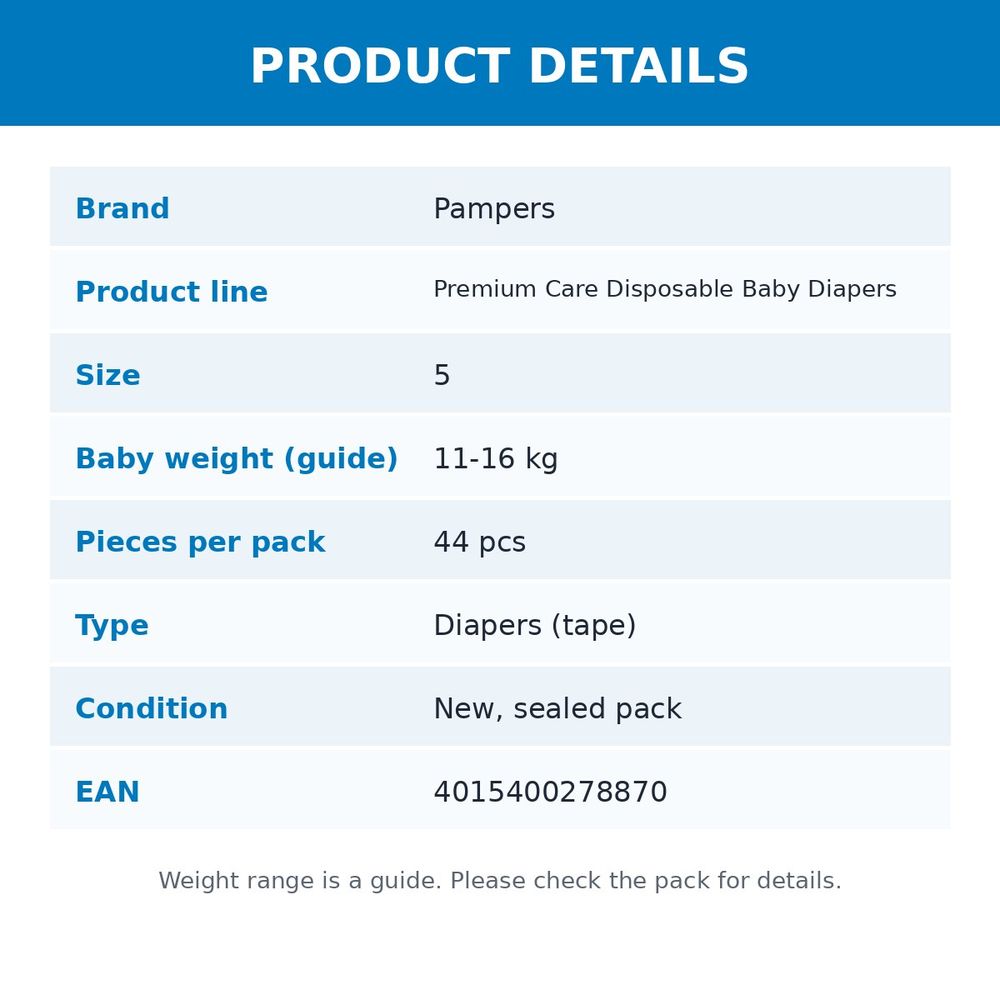 PRODUCT DETAILS
Brand Pampers
Product line Premium Care Disposable Baby Diapers
Size 5
Baby weight (guide) 11-16 kg
Pieces per pack 44 pcs
Type Diapers (tape)
Condition New, sealed pack
EAN 4015400278870
Weight range is a guide. Please check the pack for details.